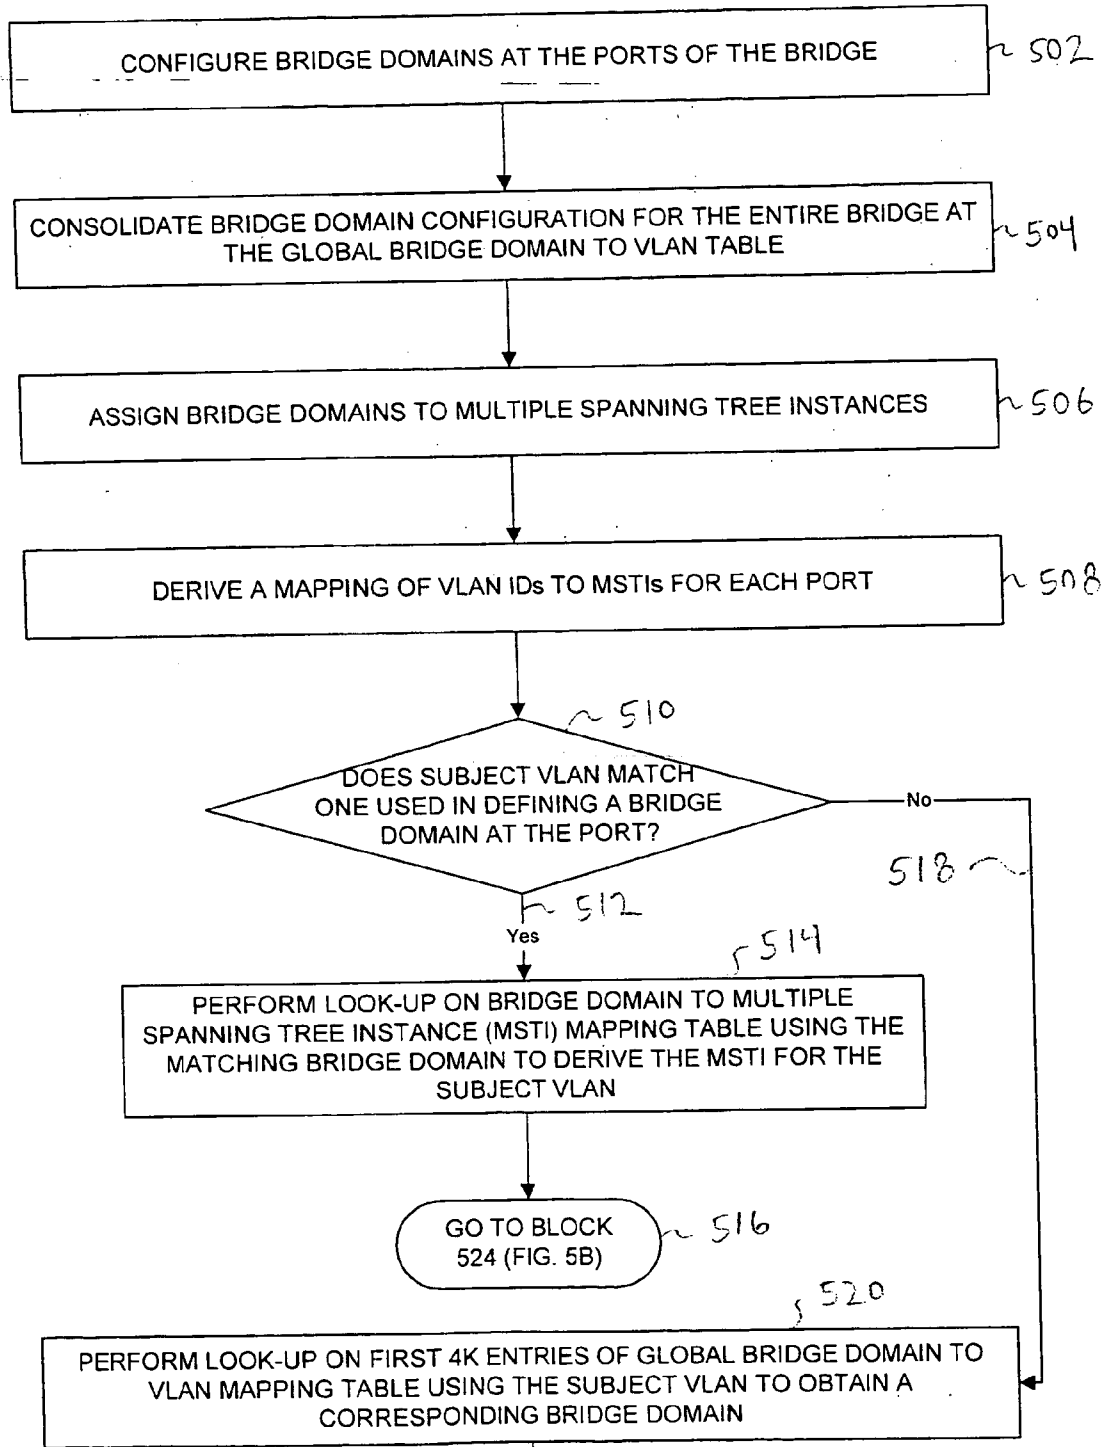 CONFIGURE BRIDGE DOMAINS AT THE PORTS OF THE BRIDGE
502
CONSOLIDATE BRIDGE DOMAIN CONFIGURATION FOR THE ENTIRE BRIDGE AT
THE GLOBAL BRIDGE DOMAIN TO VLAN TABLE
504
ASSIGN BRIDGE DOMAINS TO MULTIPLE SPANNING TREE INSTANCES
506
DERIVE A MAPPING OF VLAN IDs TO MSTIs FOR EACH PORT
508
510
DOES SUBJECT VLAN MATCH
ONE USED IN DEFINING A BRIDGE
DOMAIN AT THE PORT?
No
518
512
Yes
514
PERFORM LOOK-UP ON BRIDGE DOMAIN TO MULTIPLE
SPANNING TREE INSTANCE (MSTI) MAPPING TABLE USING THE
MATCHING BRIDGE DOMAIN TO DERIVE THE MSTI FOR THE
SUBJECT VLAN
GO TO BLOCK
524 (FIG. 5B)
516
520
PERFORM LOOK-UP ON FIRST 4K ENTRIES OF GLOBAL BRIDGE DOMAIN TO
VLAN MAPPING TABLE USING THE SUBJECT VLAN TO OBTAIN A
CORRESPONDING BRIDGE DOMAIN